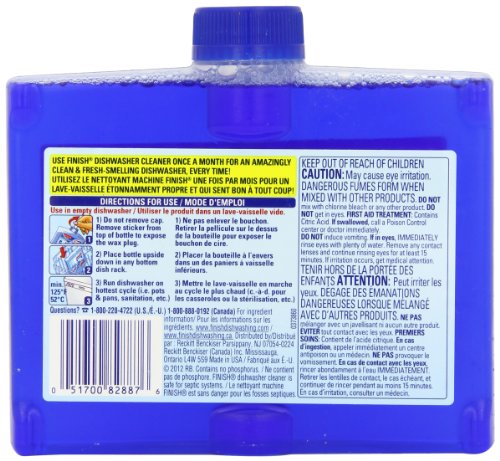 USE FINISH® DISHWASHER CLEANER ONCE A MONTH FOR AN AMAZINGLY
CLEAN & FRESH-SMELLING DISHWASHER, EVERY TIME!
UTILISEZ LE NETTOYANT MACHINE FINISH® UNE FOIS PAR MOIS POUR UN
LAVE-VAISSELLE ÉTONNAMMENT PROPRE ET QUI SENT BON À TOUT COUP!
DIRECTIONS FOR USE / MODE D'EMPLOI
Use in empty dishwasher / Utiliser le produit dans un lave-vaisselle vide.
1) Do not remove cap.
Remove sticker from
top of bottle to expose
the wax plug.
1) Ne pas enlever le bouchon.
Retirer la pellicule sur le dessus
de la bouteille pour exposer le
bouchon de cire.
1
2) Place bottle upside
down in any bottom
dish rack.
2) Placer la bouteille à l'envers
dans un des paniers à vaisselle
inférieurs.
2
min.
125°F
52°C
3
3) Run dishwasher on
hottest cycle (i.e. pots
& pans, sanitation, etc.)
3) Mettre le lave-vaisselle en marche
sur le cycle le plus chaud (c.-à-d. pour
les casseroles ou la stérilisation, etc.)
Questions? 1-800-228-4722 (U.S./É.U.) 1-800-888-0192 (Canada) For ingredient
information/Pour l'information sur les ingrédients:
www.finishdishwashing.com /
www.finishlavevaisselle.com. Distributed by/Distribué
par: Reckitt Benckiser Parsippany, NJ 07054-0224
Reckitt Benckiser (Canada) Inc. Mississauga,
Ontario L4W 5S9 Made in USA / Fabriqué aux É.-U.
© 2012 RB. Contains no phosphorus. / Ne contient
pas de phosphore. FINISH® dishwasher cleaner is
safe for septic systems. / Le nettoyant machine
FINISH® est sans danger pour les fosses septiques.
0 51700 82887 6
KEEP OUT OF REACH OF CHILDREN
CAUTION: May cause eye irritation.
DANGEROUS FUMES FORM WHEN
MIXED WITH OTHER PRODUCTS. DO NOT
mix with chlorine bleach or any other product. DO
NOT get in eyes. FIRST AID TREATMENT: Contains
Citric Acid. If swallowed, call a Poison Control
center or doctor immediately.
DO NOT induce vomiting. If in eyes, IMMEDIATELY
rinse eyes with plenty of water. Remove any contact
lenses and continue rinsing eyes for at least 15
minutes. If irritation occurs, get medical attention.
TENIR HORS DE LA PORTÉE DES
ENFANTS ATTENTION: Peut irriter les
yeux. DÉGAGE DES ÉMANATIONS
DANGEREUSES LORSQUE MÉLANGÉ
AVEC D'AUTRES PRODUITS. NE PAS
mélanger avec un javellisant ni aucun autre produit.
ÉVITER tout contact avec les yeux. PREMIERS
SOINS: Contient de l'acide citrique. En cas
d'ingestion, appeler immédiatement un centre
antipoison ou un médecin. NE PAS provoquer le
vomissement. En cas de contact avec les yeux,
rincer abondamment à l'eau IMMÉDIATEMENT.
Retirer les lentilles de contact, le cas échéant, et
continuer de rincer pendant au moins 15 minutes.
En cas d'irritation, consulter un médecin.